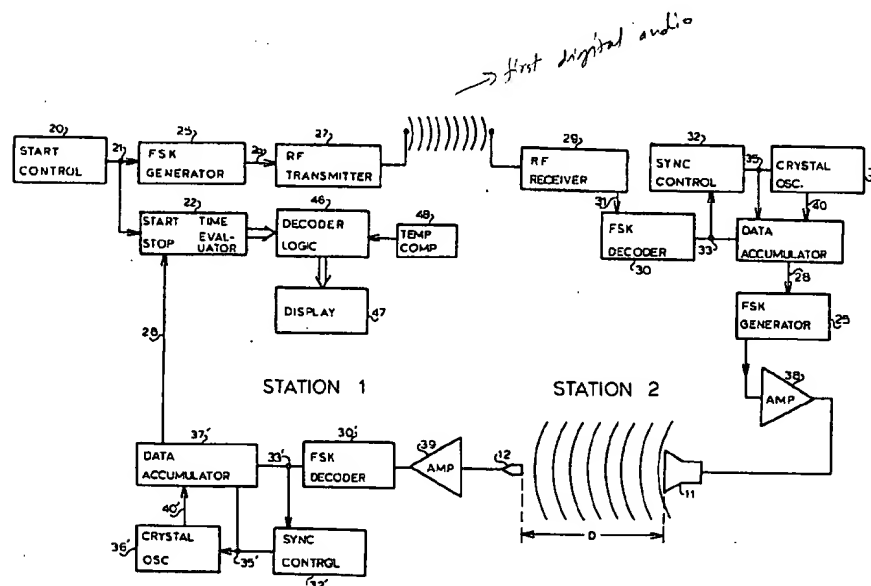 first digital audio
20
START
CONTROL
21
25
FSK
GENERATOR
27
RF
TRANSMITTER
29
RF
RECEIVER
31
32
SYNC
CONTROL
35
CRYSTAL
OSC.
40
22
START TIME
STOP EVAL-
UATOR
46
DECODER
LOGIC
48
TEMP
COMP
FSK
DECODER
30
33
DATA
ACCUMULATOR
28
DISPLAY
47
FSK
GENERATOR
25
28
STATION 1
STATION 2
38
AMP
37'
DATA
ACCUMULATOR
33'
30'
FSK
DECODER
39
AMP
12
11
D
40'
36'
CRYSTAL
OSC
35'
SYNC
CONTROL
32'